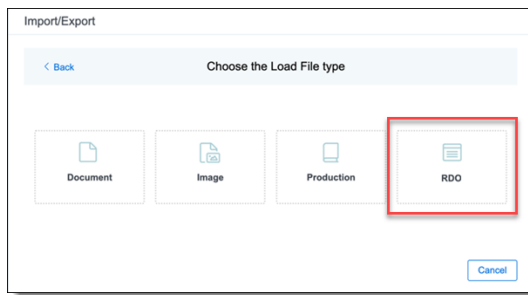 Import/Export
Back
Choose the Load File type
Document
Image
Production
RDO
Cancel